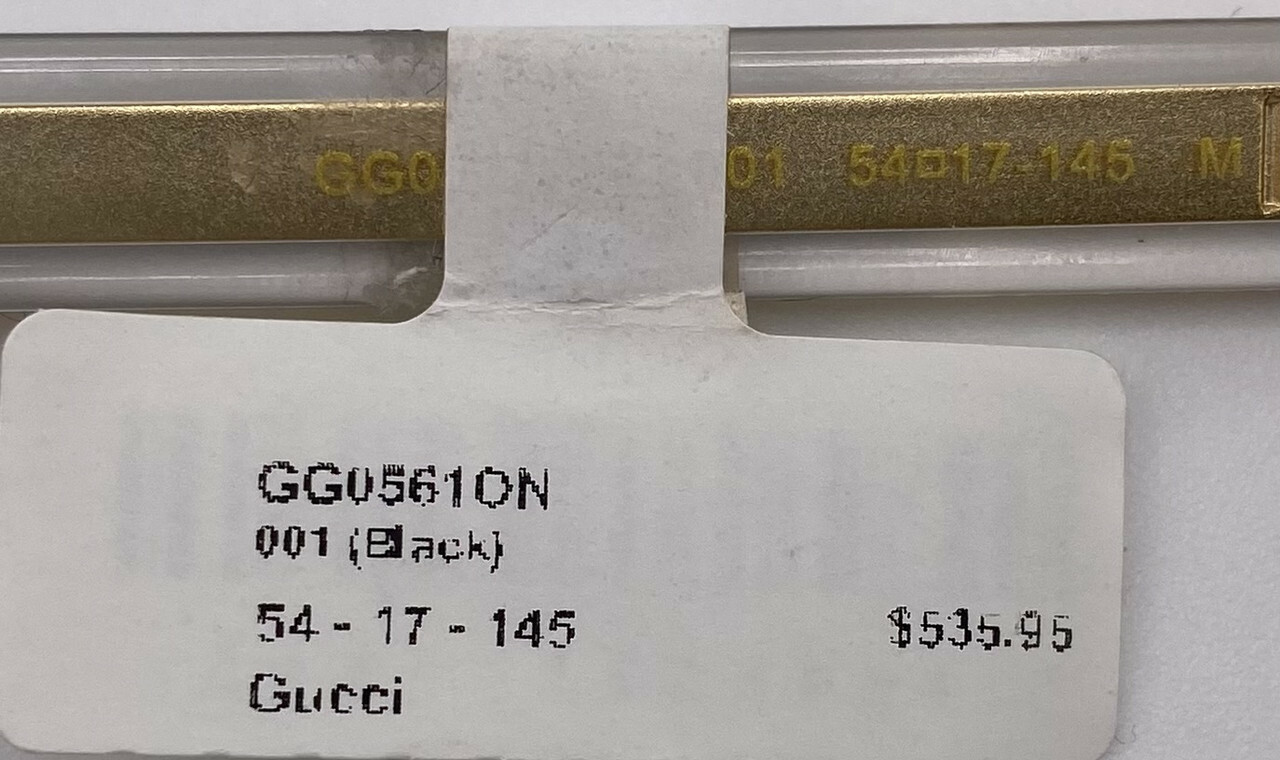 GG0 01 54□17-145 M
GG0561ON
001 (Black)
54 - 17 - 145 $535.95
Gucci